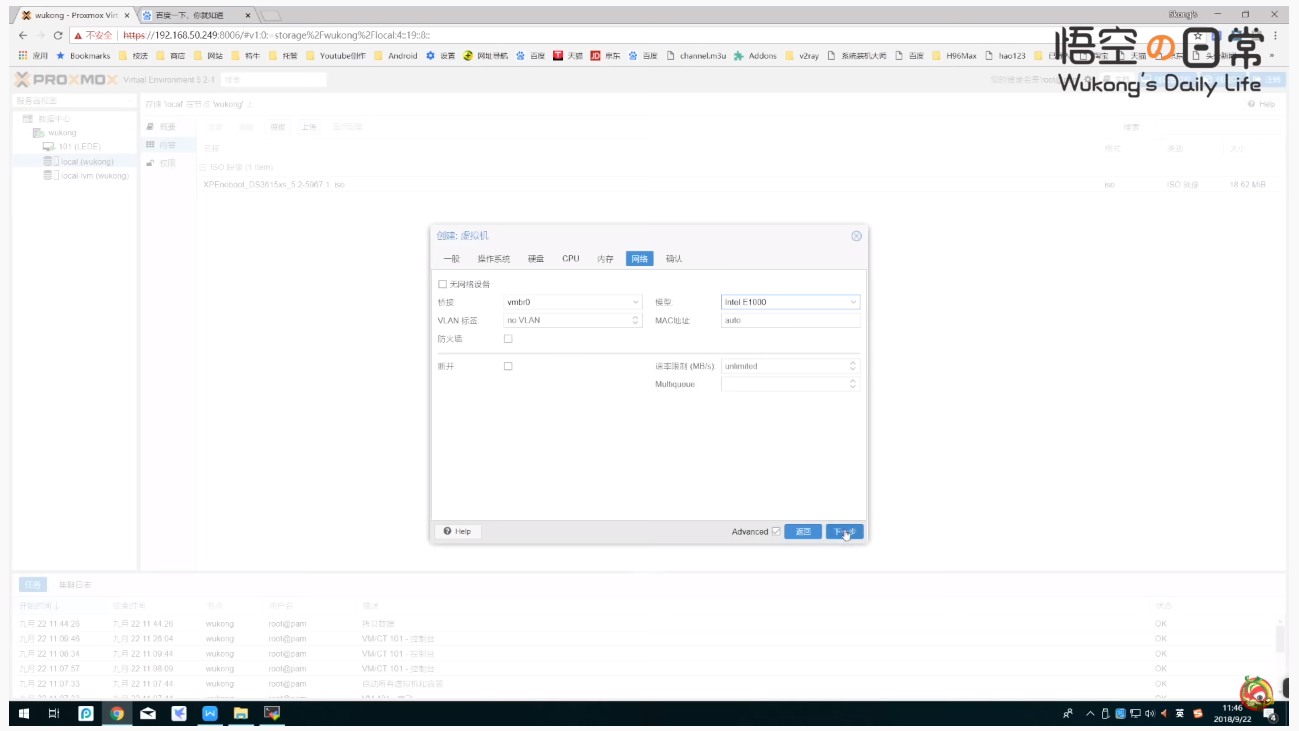 wukong - Proxmox Virt
百度一下，你就知道
不安全 | https://192.168.50.249:8006/#v1:0:=storage%2Fwukong%2Flocal:4::19::8::
应用 Bookmarks 网站 特牛 托管 Youtube创作 Android 设置 网址导航 百度 天猫 京东 百度 channel.m3u Addons v2ray 系统装机大师 百度 H96Max hao123
悟空の日常
Wukong's Daily Life
PROXMOX Virtual Environment 5.2-1 搜索
服务器视图
存储 'local' 在节点 'wukong' 上
Help
数据中心
wukong
101 (LEDE)
local (wukong)
local-lvm (wukong)
概要
内容
权限
上传
搜索:
名称
格式
类型
大小
ISO 镜像 (1 Item)
XPEnoboot_DS3615xs_5.2-5967.1.iso
iso
ISO 镜像
18.62 MiB
创建: 虚拟机
一般 操作系统 硬盘 CPU 内存 网络 确认
无网络设备
桥接: vmbr0
模型: Intel E1000
VLAN 标签: no VLAN
MAC地址: auto
防火墙:
断开:
速率限制 (MB/s): unlimited
Multiqueue:
Help
Advanced 返回 下一步
任务 集群日志
开始时间 ↓ 结束时间 节点 用户名 描述 状态
九月 22 11:44:26 九月 22 11:44:26 wukong root@pam 拷贝数据 OK
九月 22 11:09:46 九月 22 11:26:04 wukong root@pam VM/CT 101 - 控制台 OK
九月 22 11:08:34 九月 22 11:09:44 wukong root@pam VM/CT 101 - 控制台 OK
九月 22 11:07:57 九月 22 11:08:09 wukong root@pam VM/CT 101 - 控制台 OK
九月 22 11:07:33 九月 22 11:07:44 wukong root@pam 启动所有虚拟机和容器 OK
英
11:46
2018/9/22